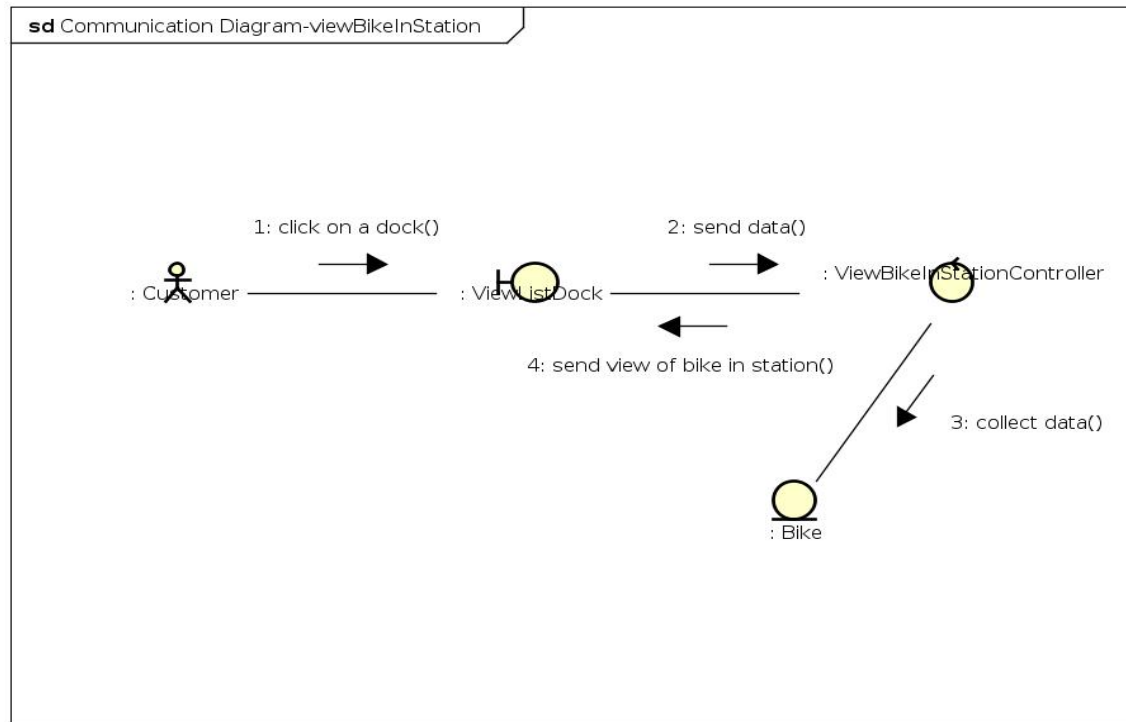 sd Communication Diagram-viewBikeInStation
1: click on a dock()
2: send data()
: Customer
: ViewListDock
: ViewBikeInStationController
4: send view of bike in station()
3: collect data()
: Bike